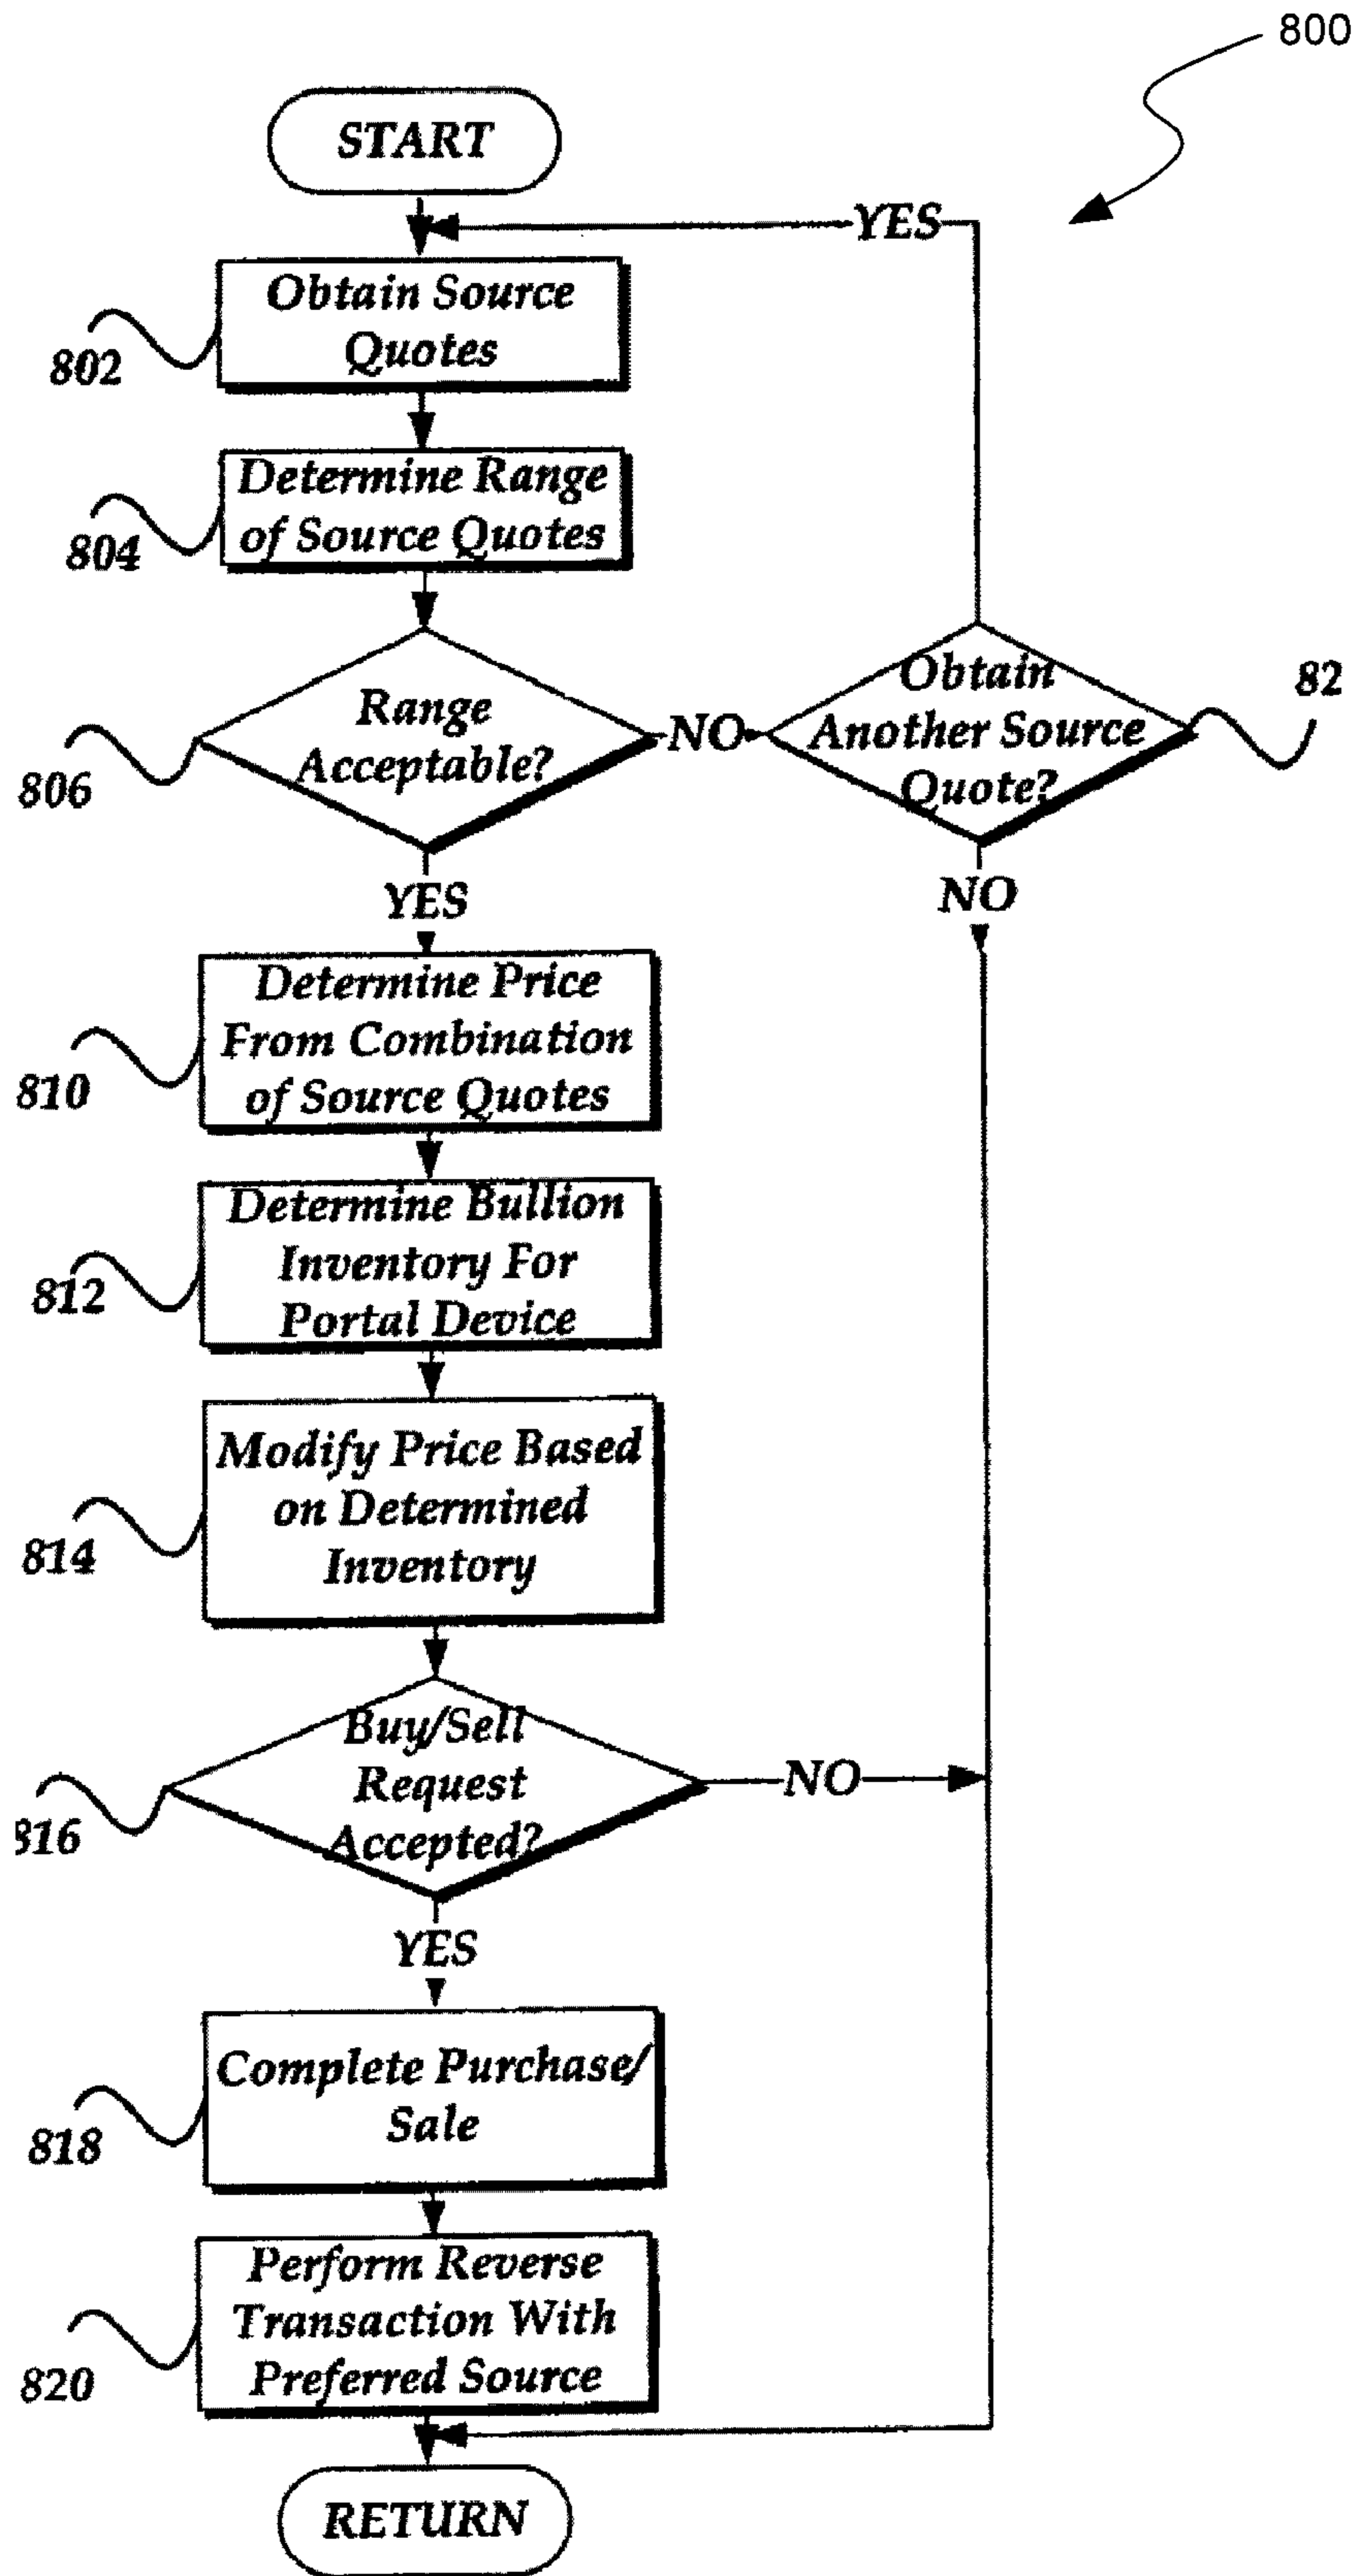 800
START
YES
Obtain Source
Quotes
802
Determine Range
of Source Quotes
804
Range
Acceptable?
806
NO
Obtain
Another Source
Quote?
82
YES
NO
Determine Price
From Combination
of Source Quotes
810
Determine Bullion
Inventory For
Portal Device
812
Modify Price Based
on Determined
Inventory
814
Buy/Sell
Request
Accepted?
816
NO
YES
Complete Purchase/
Sale
818
Perform Reverse
Transaction With
Preferred Source
820
RETURN